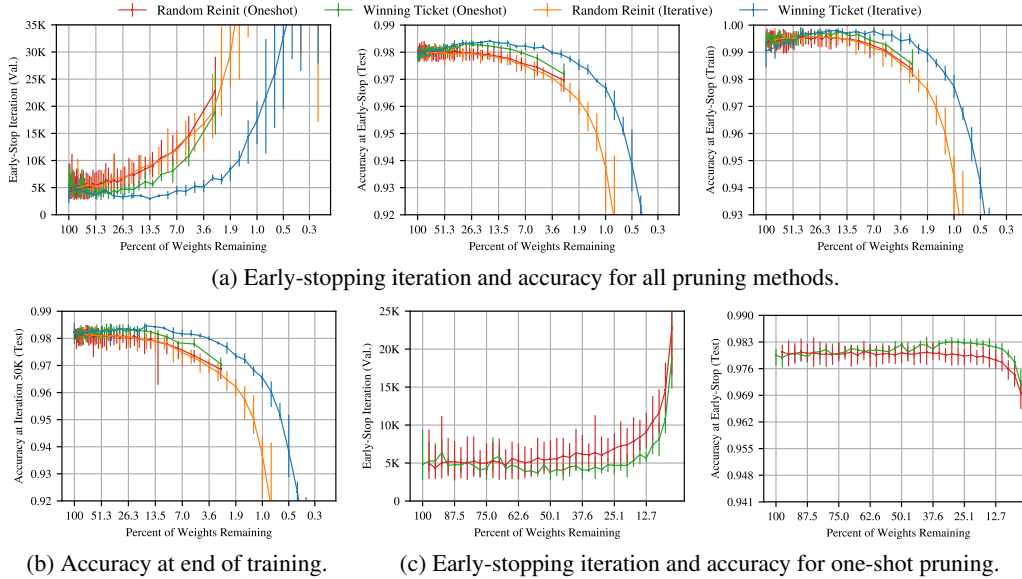 Random Reinit (Oneshot) Winning Ticket (Oneshot) Random Reinit (Iterative) Winning Ticket (Iterative)
Early-Stop Iteration (Val.)
35K
30K
25K
20K
15K
10K
5K
0
100 51.3 26.3 13.5 7.0 3.6 1.9 1.0 0.5 0.3
Percent of Weights Remaining
Accuracy at Early-Stop (Test)
0.99
0.98
0.97
0.96
0.95
0.94
0.93
0.92
100 51.3 26.3 13.5 7.0 3.6 1.9 1.0 0.5 0.3
Percent of Weights Remaining
Accuracy at Early-Stop (Train)
1.00
0.99
0.98
0.97
0.96
0.95
0.94
0.93
100 51.3 26.3 13.5 7.0 3.6 1.9 1.0 0.5 0.3
Percent of Weights Remaining
(a) Early-stopping iteration and accuracy for all pruning methods.
Accuracy at Iteration 50K (Test)
0.99
0.98
0.97
0.96
0.95
0.94
0.93
0.92
100 51.3 26.3 13.5 7.0 3.6 1.9 1.0 0.5 0.3
Percent of Weights Remaining
(b) Accuracy at end of training.
Early-Stop Iteration (Val.)
25K
20K
15K
10K
5K
0
100 87.5 75.0 62.6 50.1 37.6 25.1 12.7
Percent of Weights Remaining
Accuracy at Early-Stop (Test)
0.990
0.983
0.976
0.969
0.962
0.955
0.948
0.941
100 87.5 75.0 62.6 50.1 37.6 25.1 12.7
Percent of Weights Remaining
(c) Early-stopping iteration and accuracy for one-shot pruning.